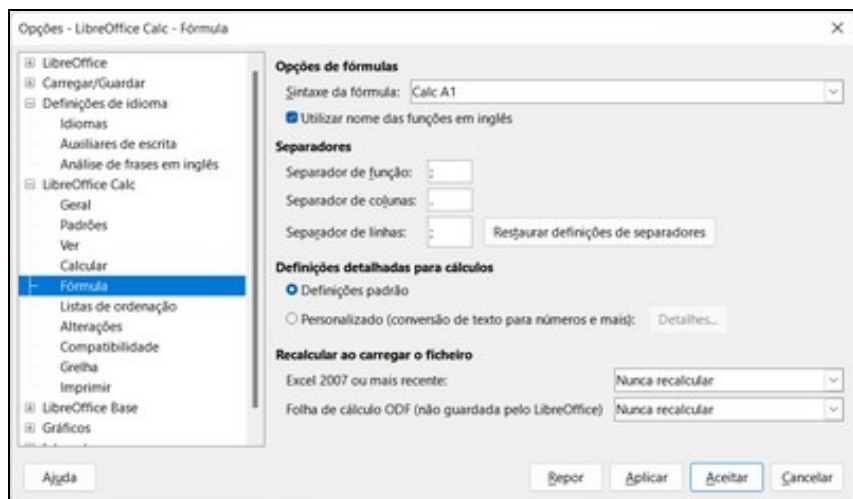 Opções - LibreOffice Calc - Fórmula
LibreOffice
Carregar/Guardar
Definições de idioma
Idiomas
Auxiliares de escrita
Análise de frases em inglês
LibreOffice Calc
Geral
Padrões
Ver
Calcular
Fórmula
Listas de ordenação
Alterações
Compatibilidade
Grelha
Imprimir
LibreOffice Base
Gráficos
Opções de fórmulas
Sintaxe da fórmula: Calc A1
Utilizar nome das funções em inglês
Separadores
Separador de função: ;
Separador de colunas: .
Separador de linhas: ; Restaurar definições de separadores
Definições detalhadas para cálculos
Definições padrão
Personalizado (conversão de texto para números e mais): Detalhes...
Recalcular ao carregar o ficheiro
Excel 2007 ou mais recente: Nunca recalcular
Folha de cálculo ODF (não guardada pelo LibreOffice) Nunca recalcular
Ajuda Repor Aplicar Aceitar Cancelar